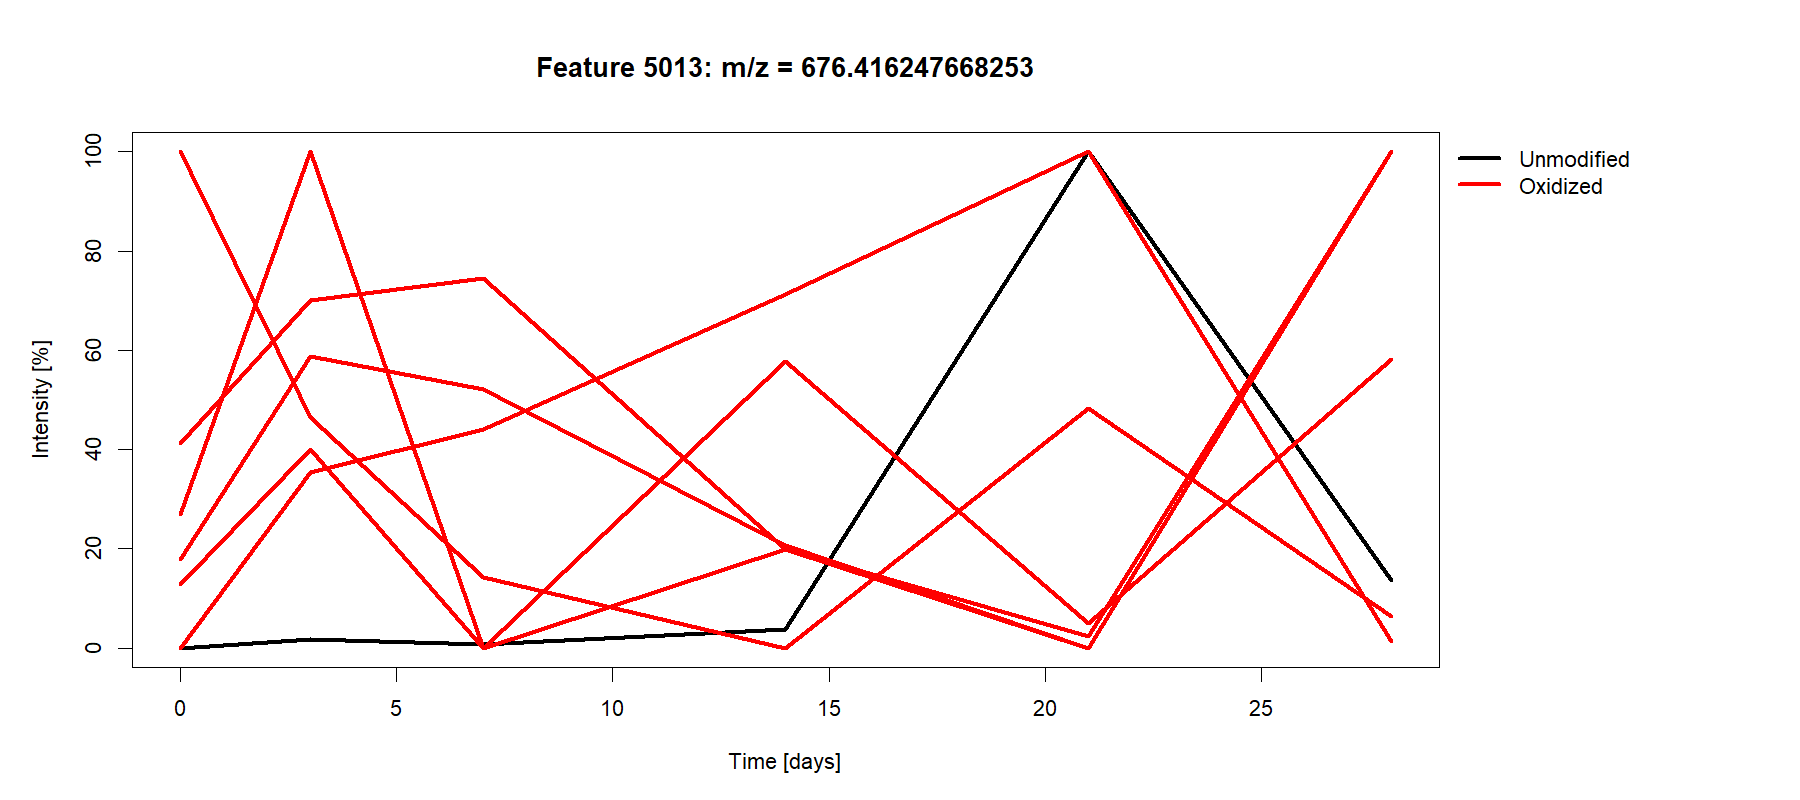 Feature 5013: m/z = 676.416247668253
Unmodified
Oxidized
Intensity [%]
100
80
60
40
20
0
0 5 10 15 20 25
Time [days]